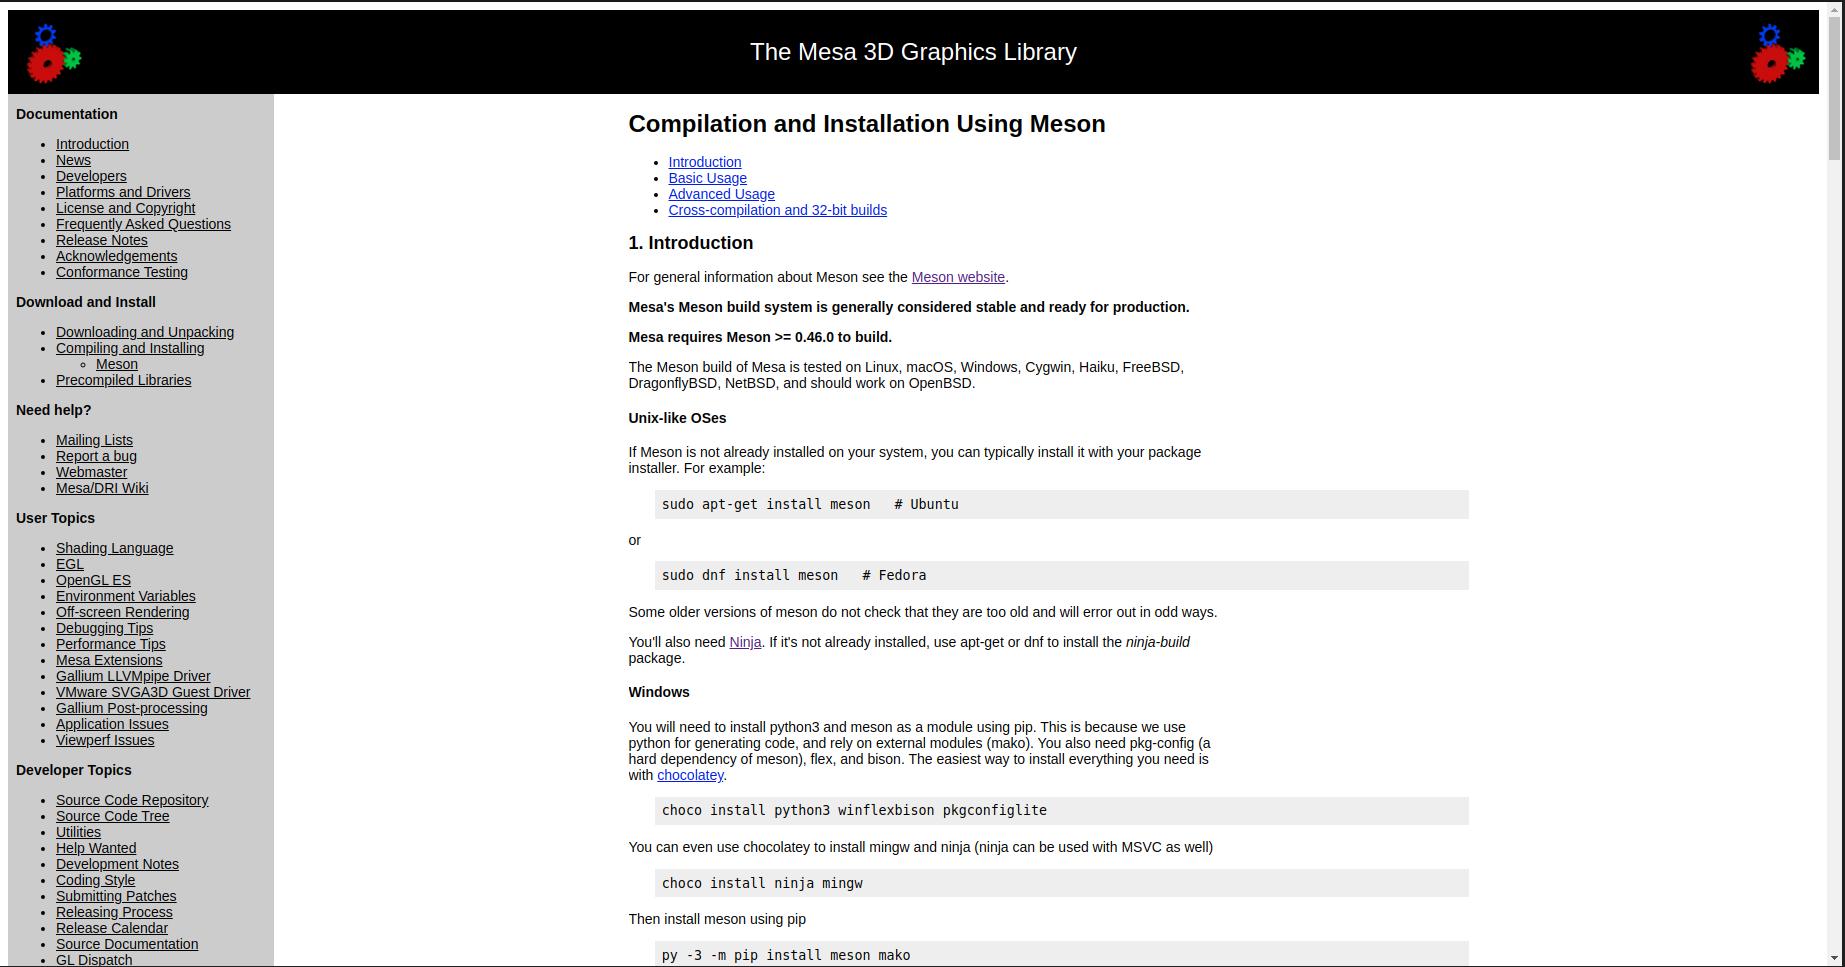 The Mesa 3D Graphics Library
Documentation
Introduction
News
Developers
Platforms and Drivers
License and Copyright
Frequently Asked Questions
Release Notes
Acknowledgements
Conformance Testing
Download and Install
Downloading and Unpacking
Compiling and Installing
Meson
Precompiled Libraries
Need help?
Mailing Lists
Report a bug
Webmaster
Mesa/DRI Wiki
User Topics
Shading Language
EGL
OpenGL ES
Environment Variables
Off-screen Rendering
Debugging Tips
Performance Tips
Mesa Extensions
Gallium LLVMpipe Driver
VMware SVGA3D Guest Driver
Gallium Post-processing
Application Issues
Viewperf Issues
Developer Topics
Source Code Repository
Source Code Tree
Utilities
Help Wanted
Development Notes
Coding Style
Submitting Patches
Releasing Process
Release Calendar
Source Documentation
GL Dispatch
Compilation and Installation Using Meson
Introduction
Basic Usage
Advanced Usage
Cross-compilation and 32-bit builds
1. Introduction
For general information about Meson see the Meson website.
Mesa's Meson build system is generally considered stable and ready for production.
Mesa requires Meson >= 0.46.0 to build.
The Meson build of Mesa is tested on Linux, macOS, Windows, Cygwin, Haiku, FreeBSD,
DragonflyBSD, NetBSD, and should work on OpenBSD.
Unix-like OSes
If Meson is not already installed on your system, you can typically install it with your package
installer. For example:
sudo apt-get install meson   # Ubuntu
or
sudo dnf install meson   # Fedora
Some older versions of meson do not check that they are too old and will error out in odd ways.
You'll also need Ninja. If it's not already installed, use apt-get or dnf to install the ninja-build
package.
Windows
You will need to install python3 and meson as a module using pip. This is because we use
python for generating code, and rely on external modules (mako). You also need pkg-config (a
hard dependency of meson), flex, and bison. The easiest way to install everything you need is
with chocolatey.
choco install python3 winflexbison pkgconfiglite
You can even use chocolatey to install mingw and ninja (ninja can be used with MSVC as well)
choco install ninja mingw
Then install meson using pip
py -3 -m pip install meson mako